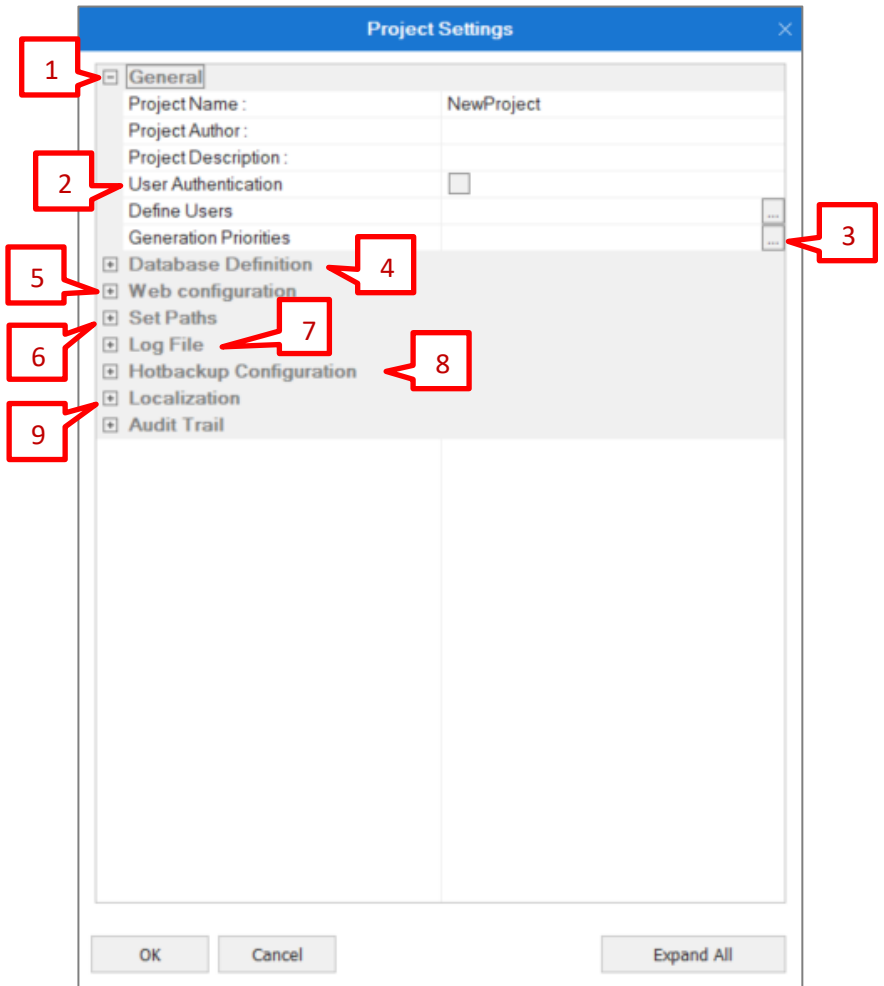 Project Settings
1
General
Project Name : NewProject
Project Author :
Project Description :
2
User Authentication
Define Users ...
Generation Priorities ...
3
Database Definition
4
5
Web configuration
Set Paths
6
7
Log File
Hotbackup Configuration
8
Localization
9
Audit Trail
OK Cancel Expand All